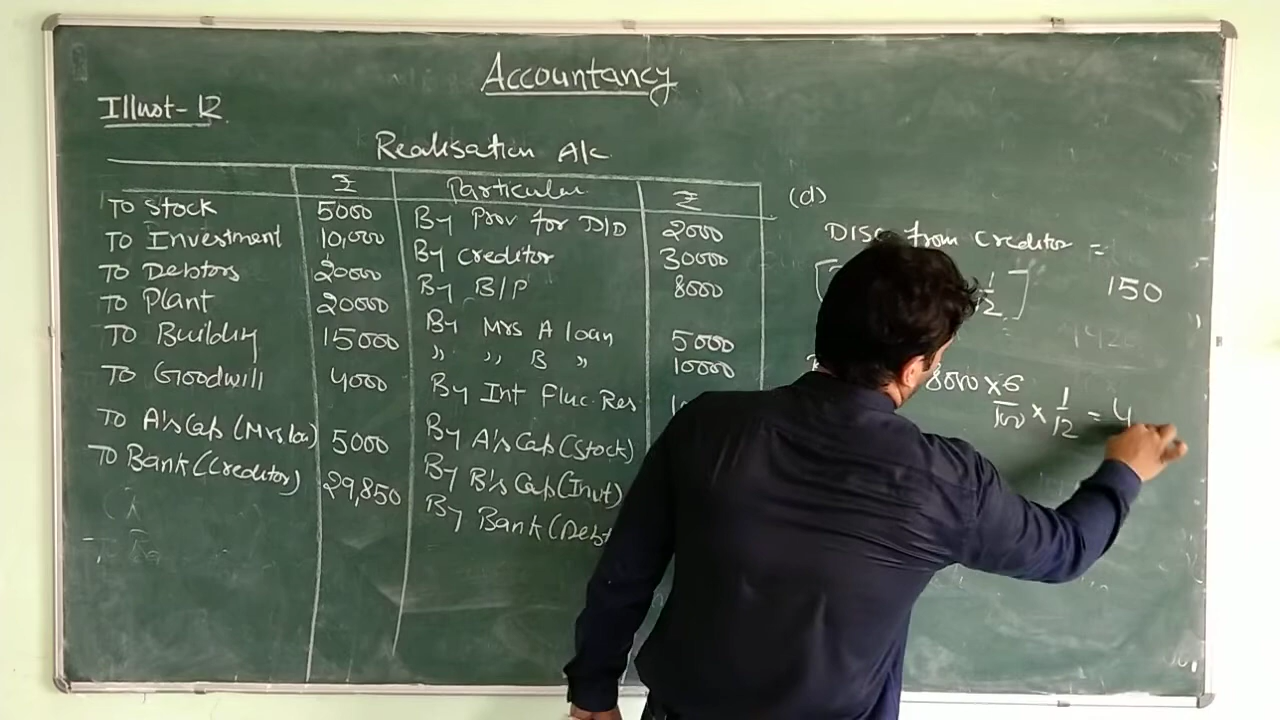 Accountancy
Illust-12
Realisation A/c
₹ Particular ₹
To Stock 5000 By Prov for D/D 2000
To Investment 10,000 By Creditor 30000
To Debtors 20000 By B/P 8000
To Plant 20000 By Mrs A loan 5000
To Building 15000 ,, ,, B ,, 10000
To Goodwill 4000 By Int Fluc. Res
To A's Cap (Mrs loan) 5000 By A's Cap (Stock)
To Bank (Creditor) 29,850 By B's Cap (Invt)
By Bank (Debt
(d)
Disc from Creditor =
1/12 ] 150
8000 × 6/100 × 1/12 = 4